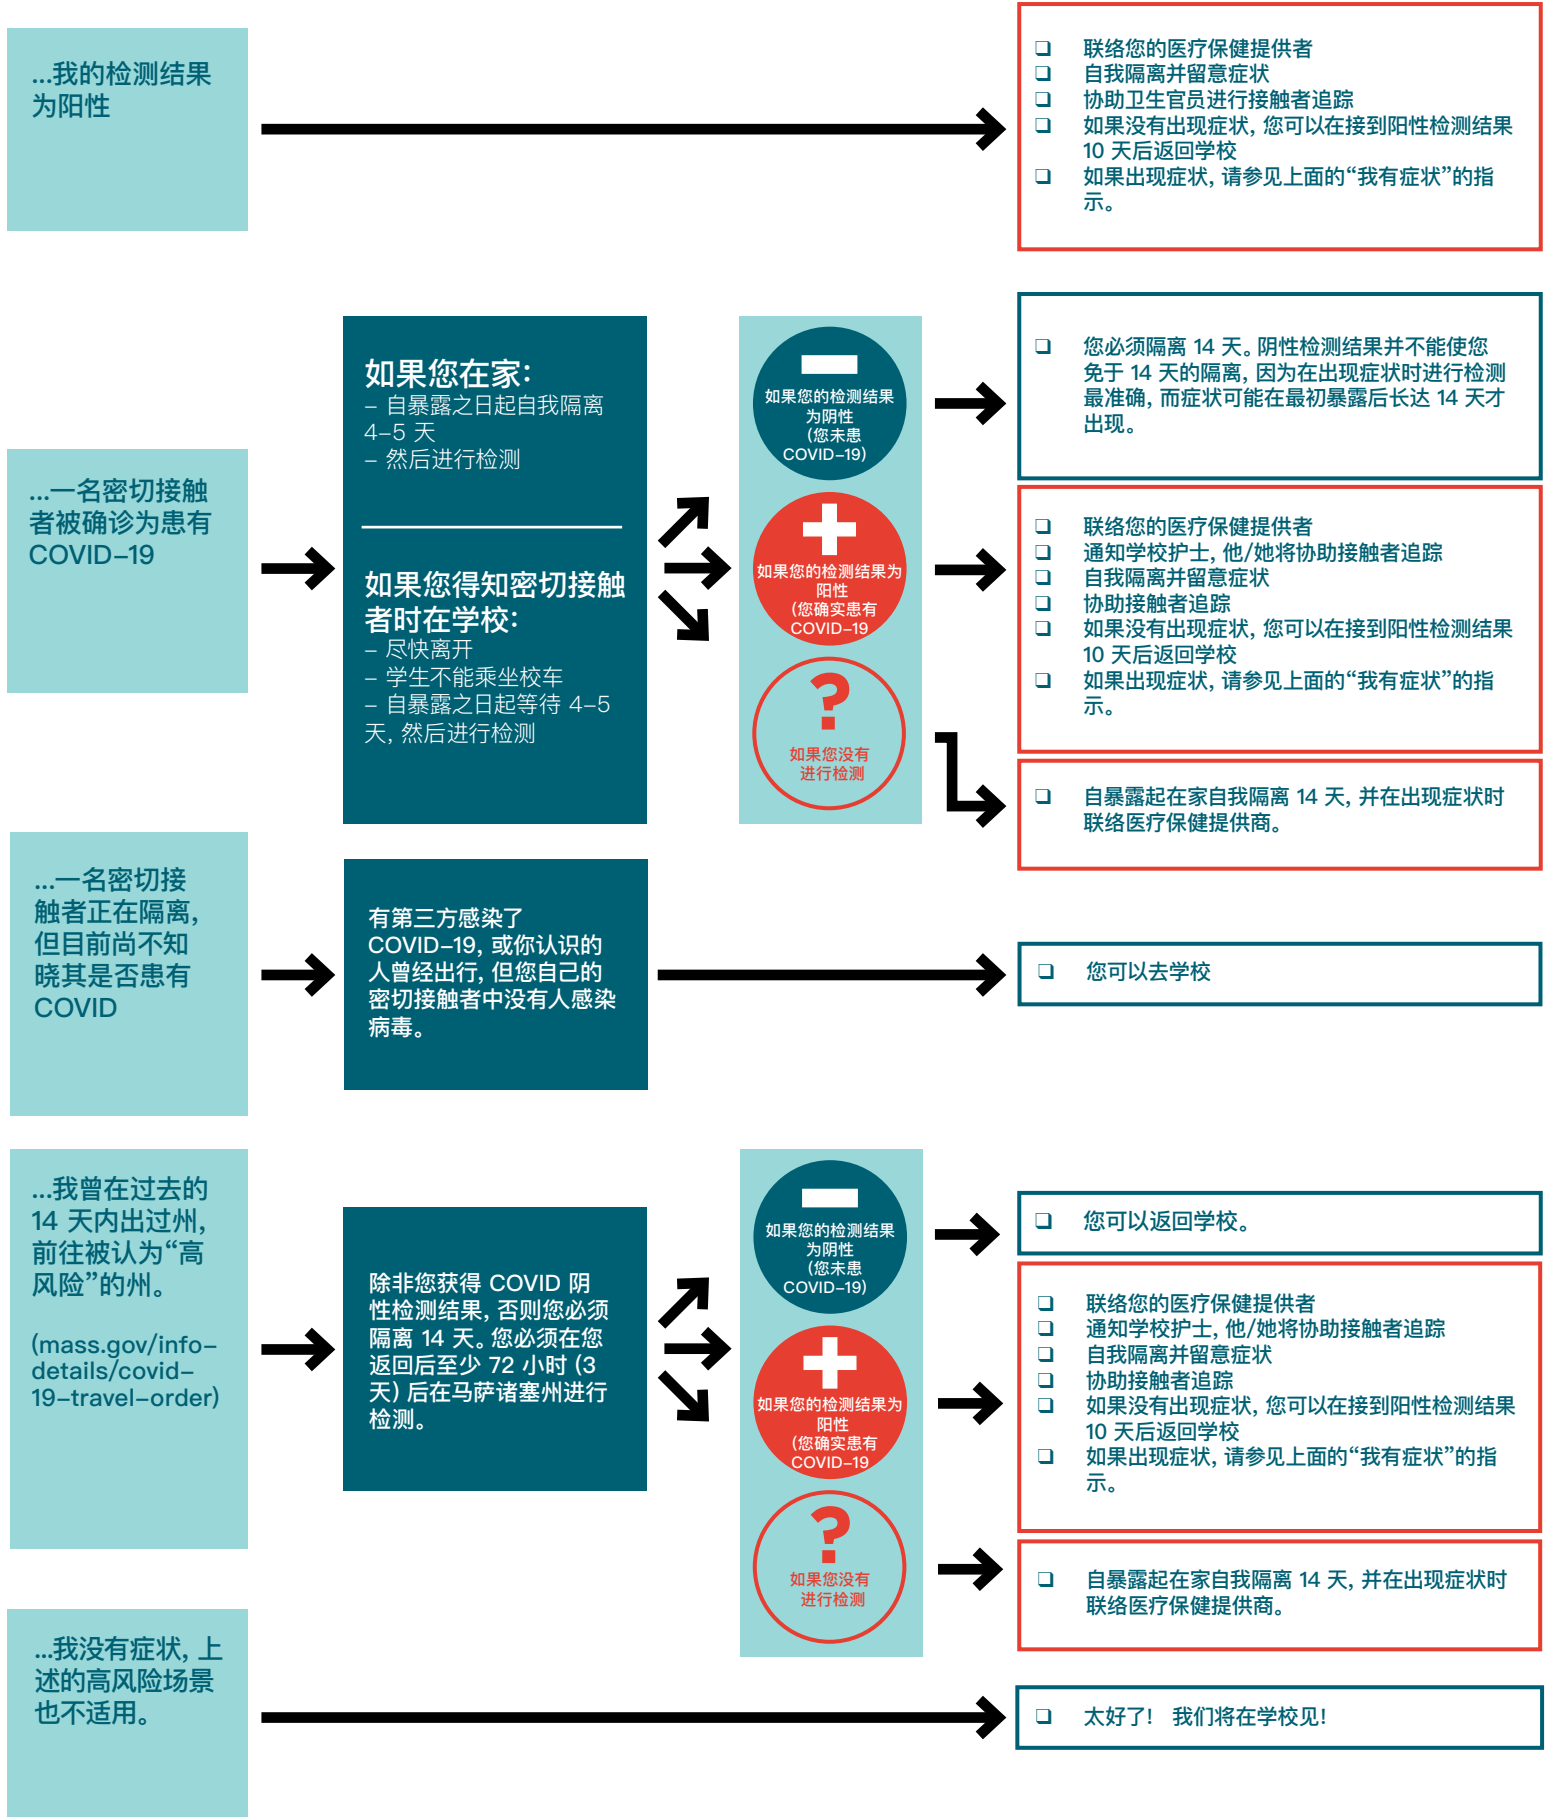 ...我的检测结果
为阳性
❑ 联络您的医疗保健提供者
❑ 自我隔离并留意症状
❑ 协助卫生官员进行接触者追踪
❑ 如果没有出现症状, 您可以在接到阳性检测结果
10 天后返回学校
❑ 如果出现症状, 请参见上面的“我有症状”的指
示。
...一名密切接触
者被确诊为患有
COVID-19
如果您在家:
- 自暴露之日起自我隔离
4-5 天
- 然后进行检测
如果您得知密切接触
者时在学校:
- 尽快离开
- 学生不能乘坐校车
- 自暴露之日起等待 4-5
天, 然后进行检测
如果您的检测结果
为阴性
(您未患
COVID-19)
如果您的检测结果为
阳性
(您确实患有
COVID-19
?
如果您没有
进行检测
❑ 您必须隔离 14 天。阴性检测结果并不能使您
免于 14 天的隔离, 因为在出现症状时进行检测
最准确, 而症状可能在最初暴露后长达 14 天才
出现。
❑ 联络您的医疗保健提供者
❑ 通知学校护士, 他/她将协助接触者追踪
❑ 自我隔离并留意症状
❑ 协助接触者追踪
❑ 如果没有出现症状, 您可以在接到阳性检测结果
10 天后返回学校
❑ 如果出现症状, 请参见上面的“我有症状”的指
示。
❑ 自暴露起在家自我隔离 14 天, 并在出现症状时
联络医疗保健提供商。
...一名密切接
触者正在隔离,
但目前尚不知
晓其是否患有
COVID
有第三方感染了
COVID-19, 或你认识的
人曾经出行, 但您自己的
密切接触者中没有人感染
病毒。
❑ 您可以去学校
...我曾在过去的
14 天内出过州,
前往被认为“高
风险”的州。
(mass.gov/info-
details/covid-
19-travel-order)
除非您获得 COVID 阴
性检测结果, 否则您必须
隔离 14 天。您必须在您
返回后至少 72 小时 (3
天) 后在马萨诸塞州进行
检测。
如果您的检测结果
为阴性
(您未患
COVID-19)
如果您的检测结果为
阳性
(您确实患有
COVID-19
?
如果您没有
进行检测
❑ 您可以返回学校。
❑ 联络您的医疗保健提供者
❑ 通知学校护士, 他/她将协助接触者追踪
❑ 自我隔离并留意症状
❑ 协助接触者追踪
❑ 如果没有出现症状, 您可以在接到阳性检测结果
10 天后返回学校
❑ 如果出现症状, 请参见上面的“我有症状”的指
示。
❑ 自暴露起在家自我隔离 14 天, 并在出现症状时
联络医疗保健提供商。
...我没有症状, 上
述的高风险场景
也不适用。
❑ 太好了! 我们将在学校见!